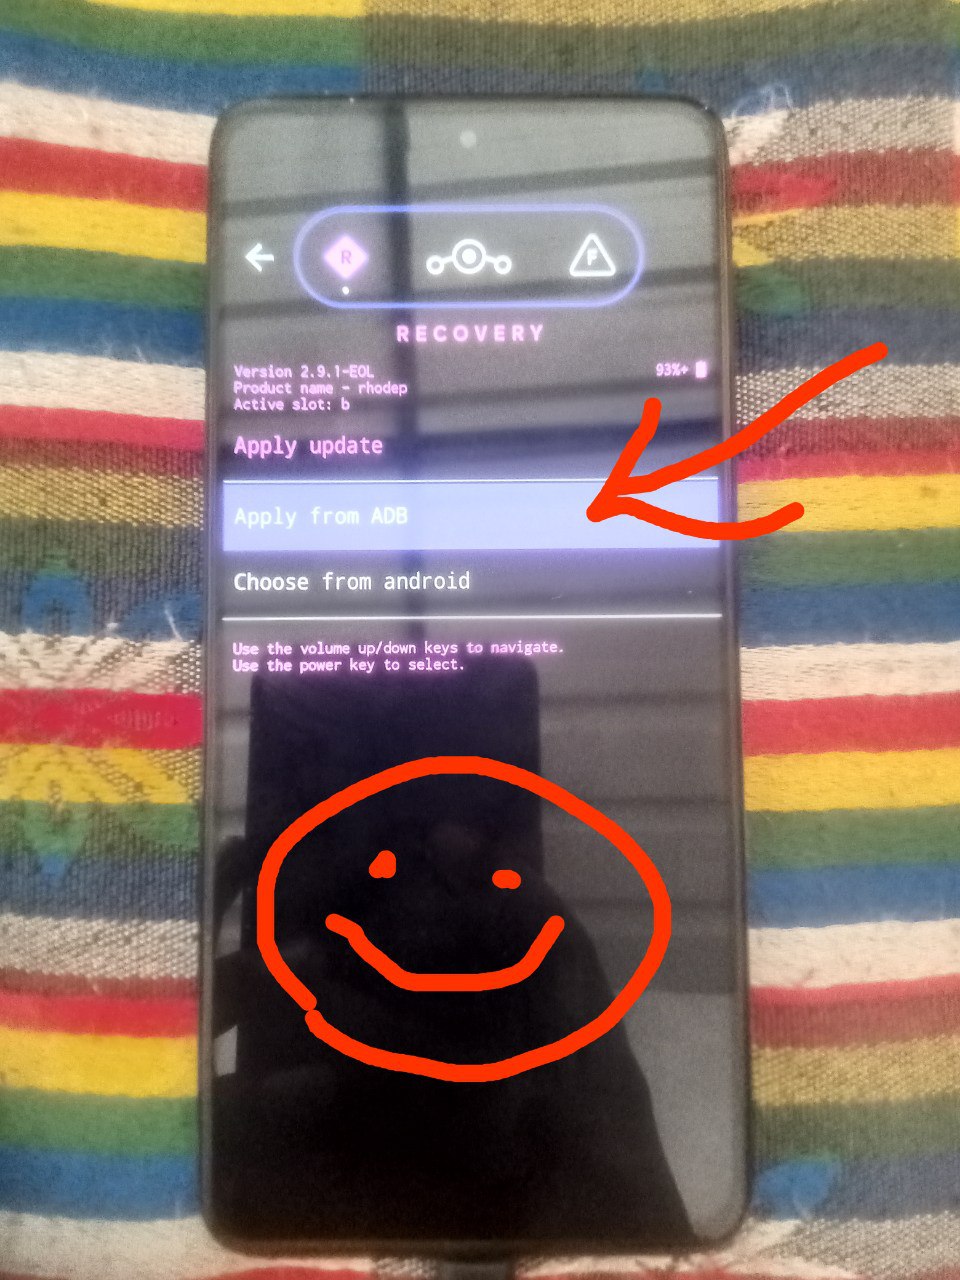 R
F
RECOVERY
Version 2.9.1-EOL
93%+
Product name - rhodep
Active slot: b
Apply update
Apply from ADB
Choose from android
Use the volume up/down keys to navigate.
Use the power key to select.